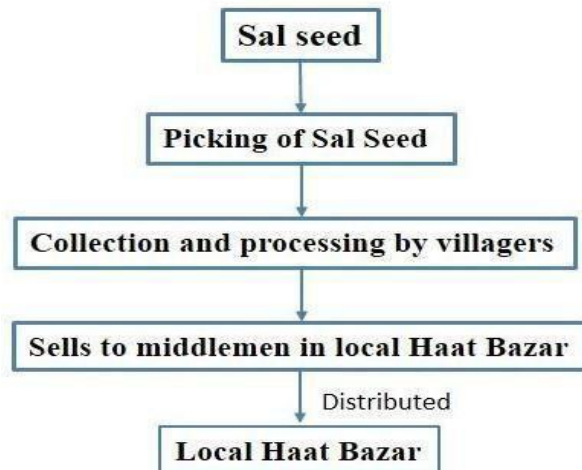 Sal seed
Picking of Sal Seed
Collection and processing by villagers
Sells to middlemen in local Haat Bazar
Distributed
Local Haat Bazar